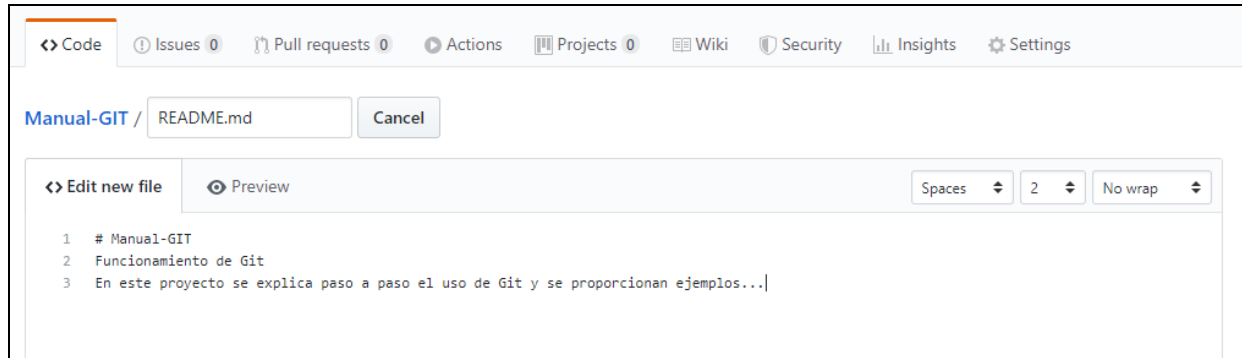 <> Code Issues 0 Pull requests 0 Actions Projects 0 Wiki Security Insights Settings
Manual-GIT / README.md Cancel
<> Edit new file Preview Spaces 2 No wrap
1 # Manual-GIT
2 Funcionamiento de Git
3 En este proyecto se explica paso a paso el uso de Git y se proporcionan ejemplos...